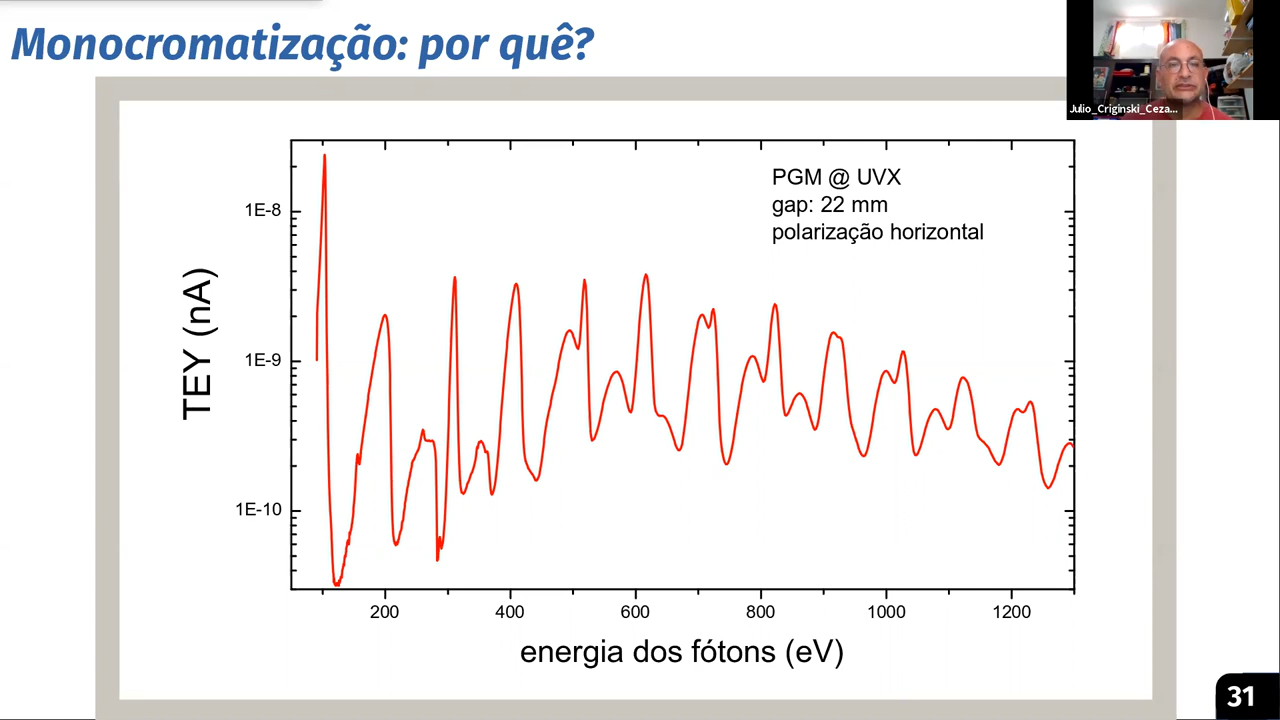 Monocromatização: por quê?
Julio_Criginski_Ceza...
PGM @ UVX
gap: 22 mm
polarização horizontal
1E-8
1E-9
1E-10
TEY (nA)
200 400 600 800 1000 1200
energia dos fótons (eV)
31